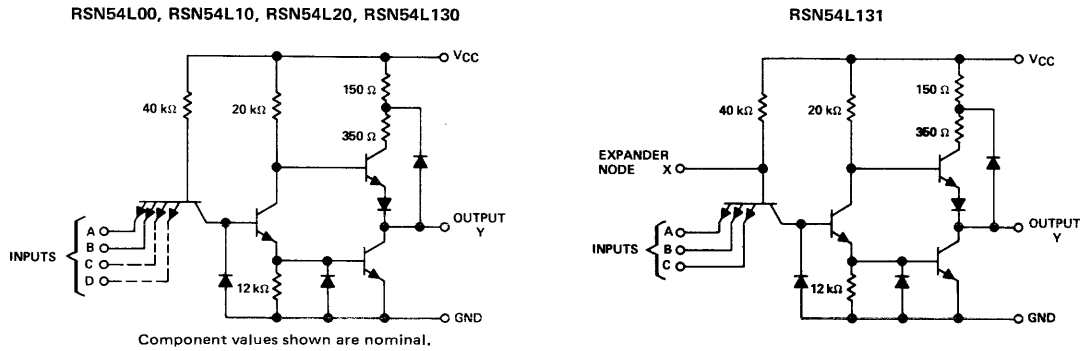 RSN54L00, RSN54L10, RSN54L20, RSN54L130
VCC
150 Ω
40 kΩ
20 kΩ
350 Ω
INPUTS
A
B
C
D
OUTPUT
Y
12 kΩ
GND
Component values shown are nominal.
RSN54L131
VCC
150 Ω
40 kΩ
20 kΩ
350 Ω
EXPANDER
NODE X
INPUTS
A
B
C
OUTPUT
Y
12 kΩ
GND